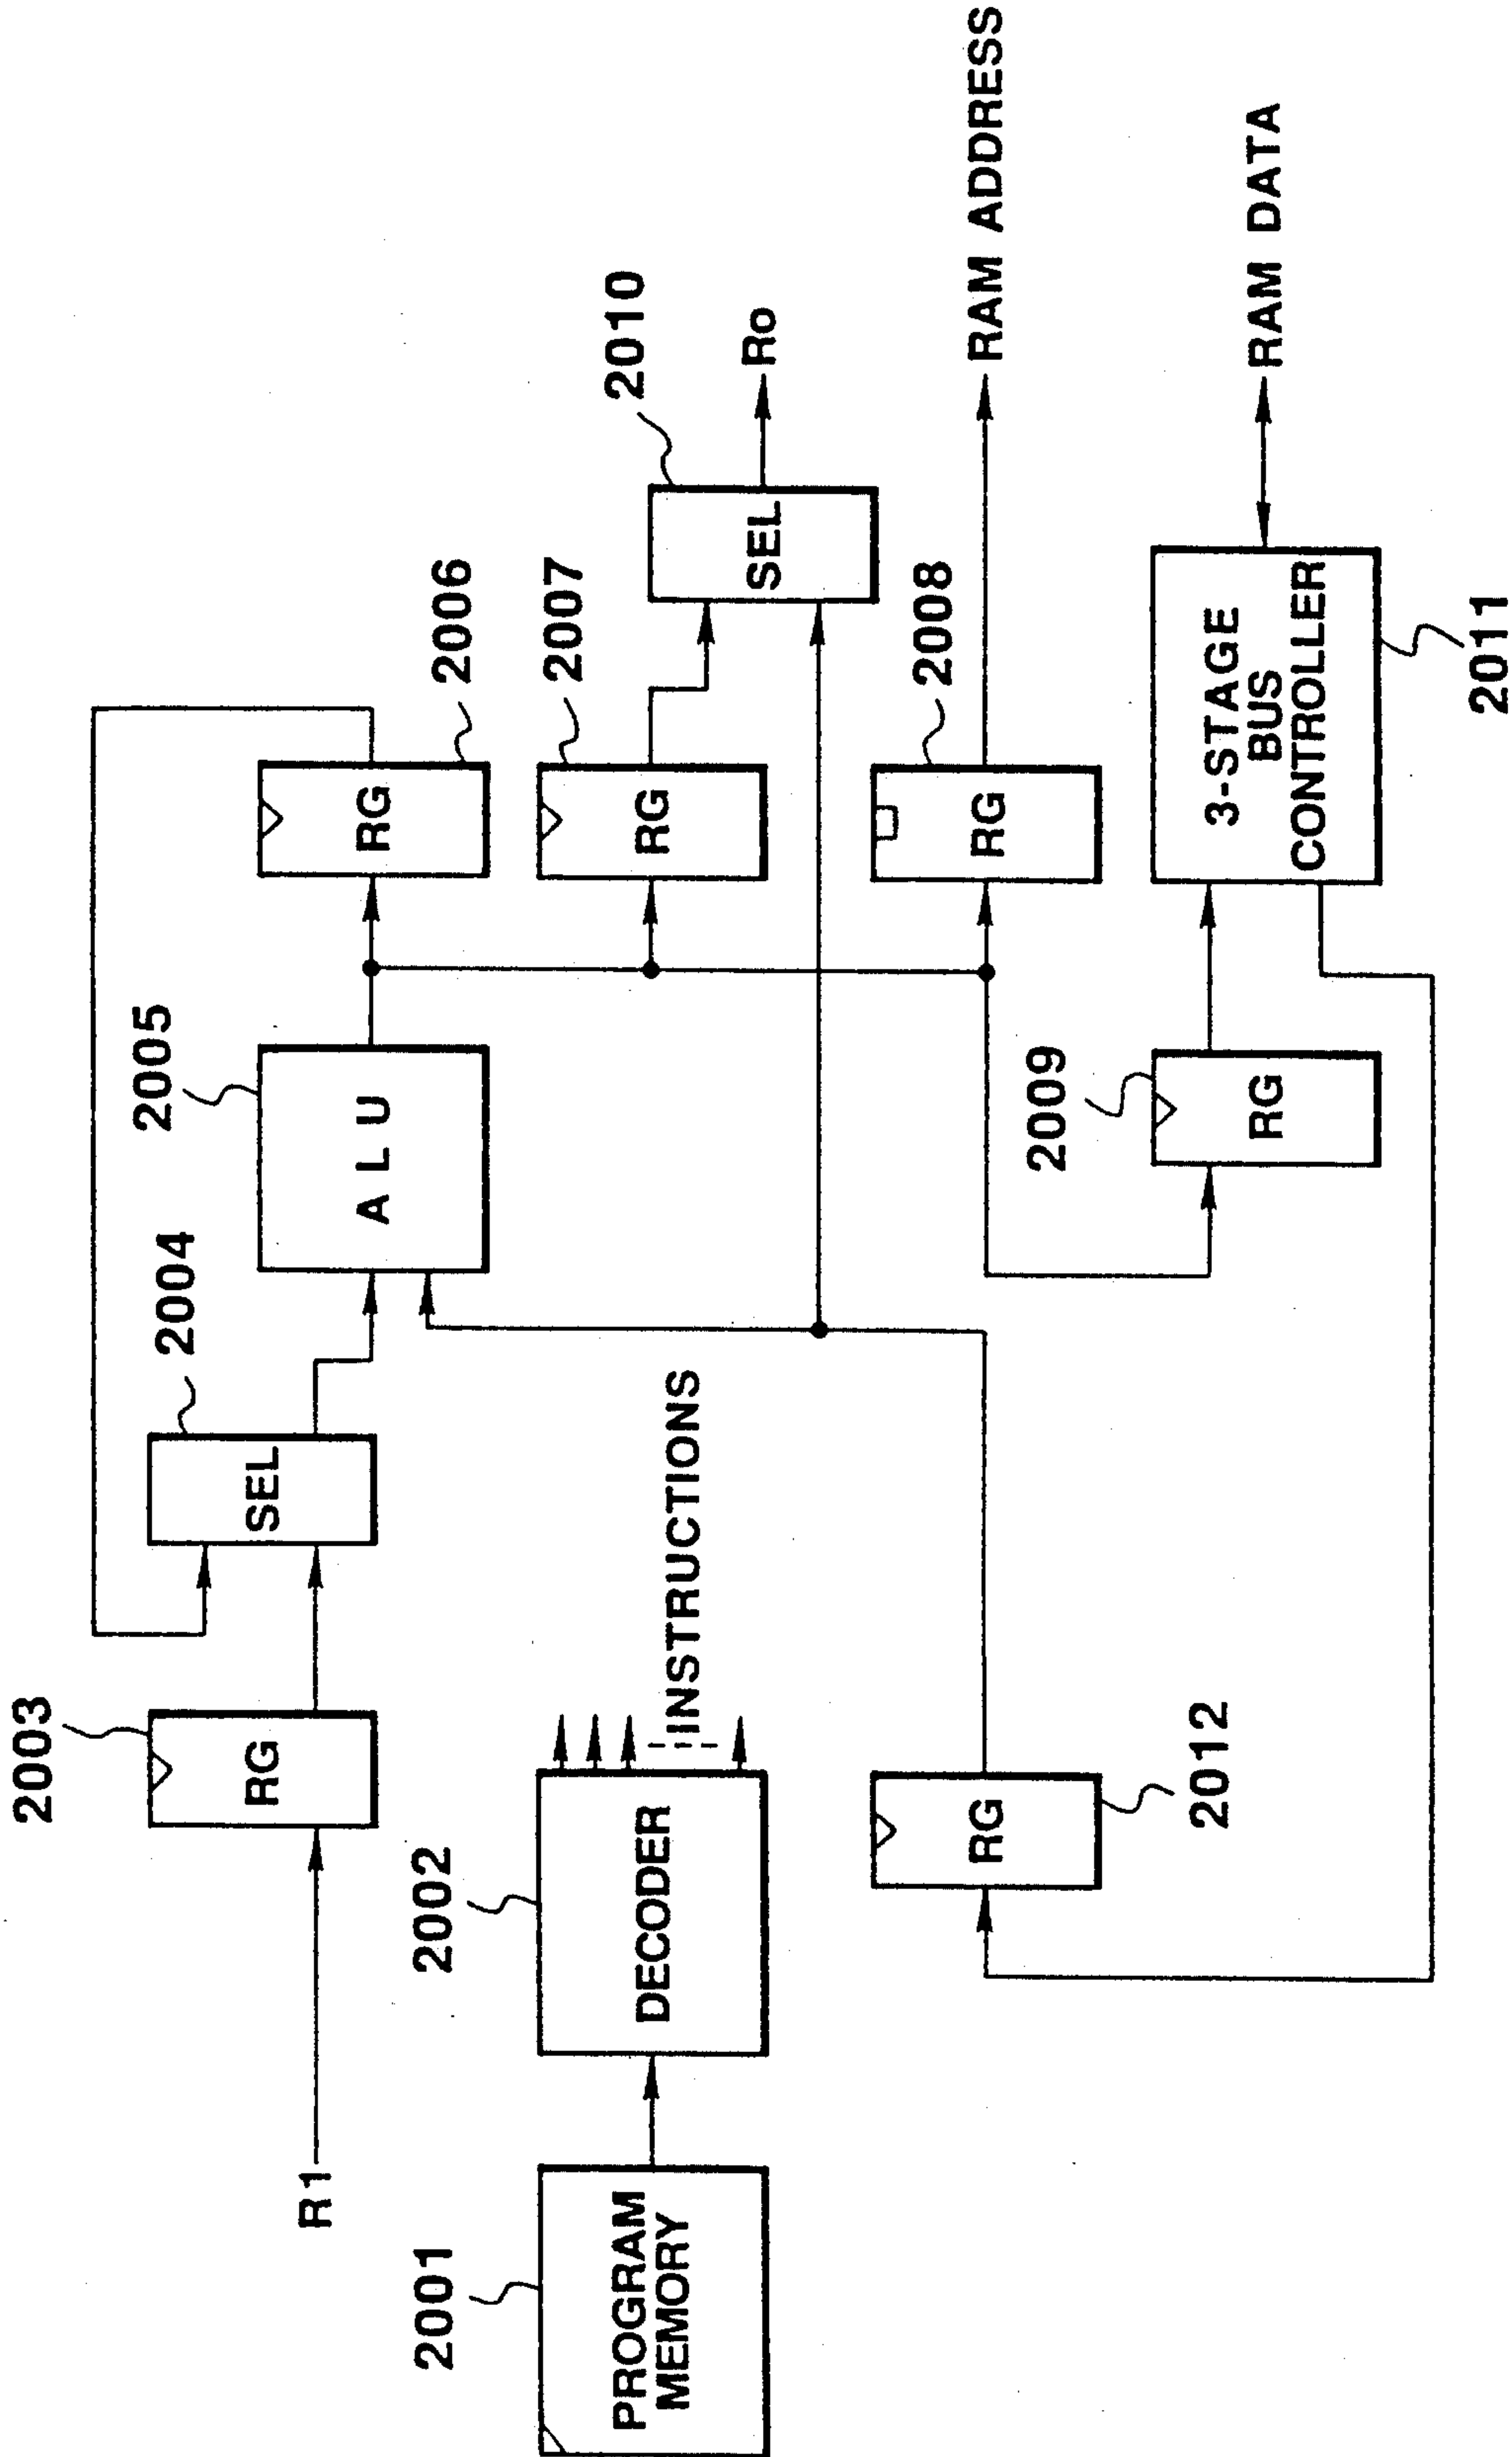 2003
RG
R1
2004
SEL
2005
A L U
2006
RG
2007
RG
2010
SEL
Ro
2001
PROGRAM
MEMORY
2002
DECODER
INSTRUCTIONS
2008
RG
RAM ADDRESS
2012
RG
2009
RG
3-STAGE
BUS
CONTROLLER
2011
RAM DATA